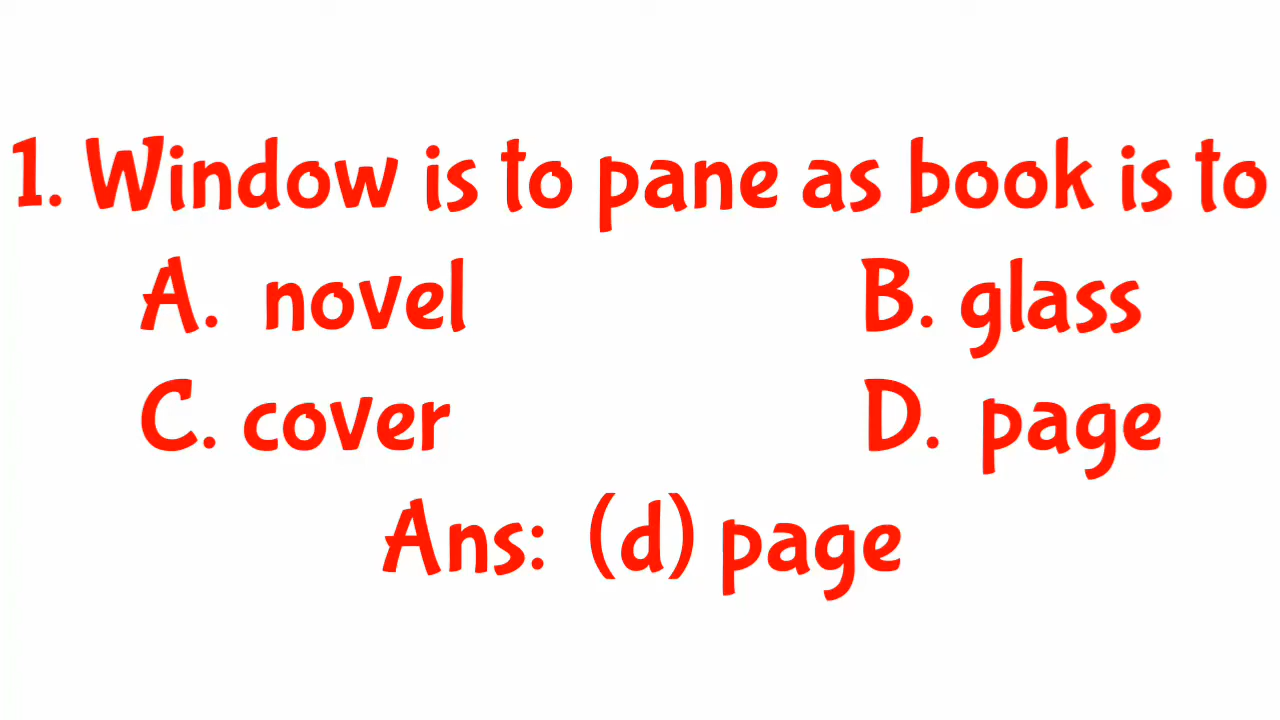 1. Window is to pane as book is to
A. novel B. glass
C. cover D. page
Ans: (d) page